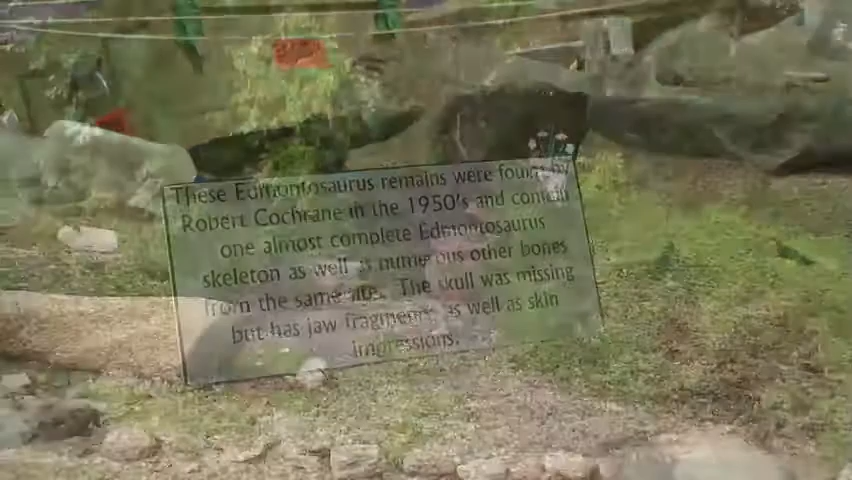 These Edmontosaurus remains were found by
Robert Cochrane in the 1950's and contain
one almost complete Edmontosaurus
skeleton as well as numerous other bones
from the same site. The skull was missing
but has jaw fragments as well as skin
impressions.